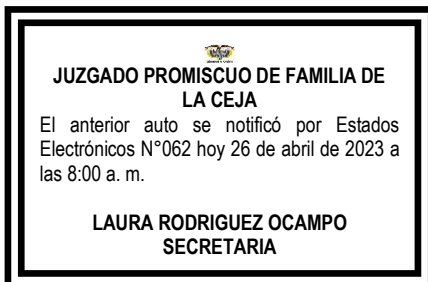 JUZGADO PROMISCUO DE FAMILIA DE
LA CEJA
El anterior auto se notificó por Estados
Electrónicos N°062 hoy 26 de abril de 2023 a
las 8:00 a. m.
LAURA RODRIGUEZ OCAMPO
SECRETARIA